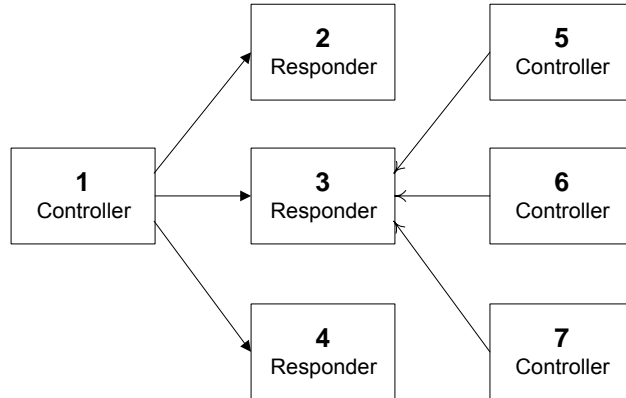 2
Responder
5
Controller
1
Controller
3
Responder
6
Controller
4
Responder
7
Controller